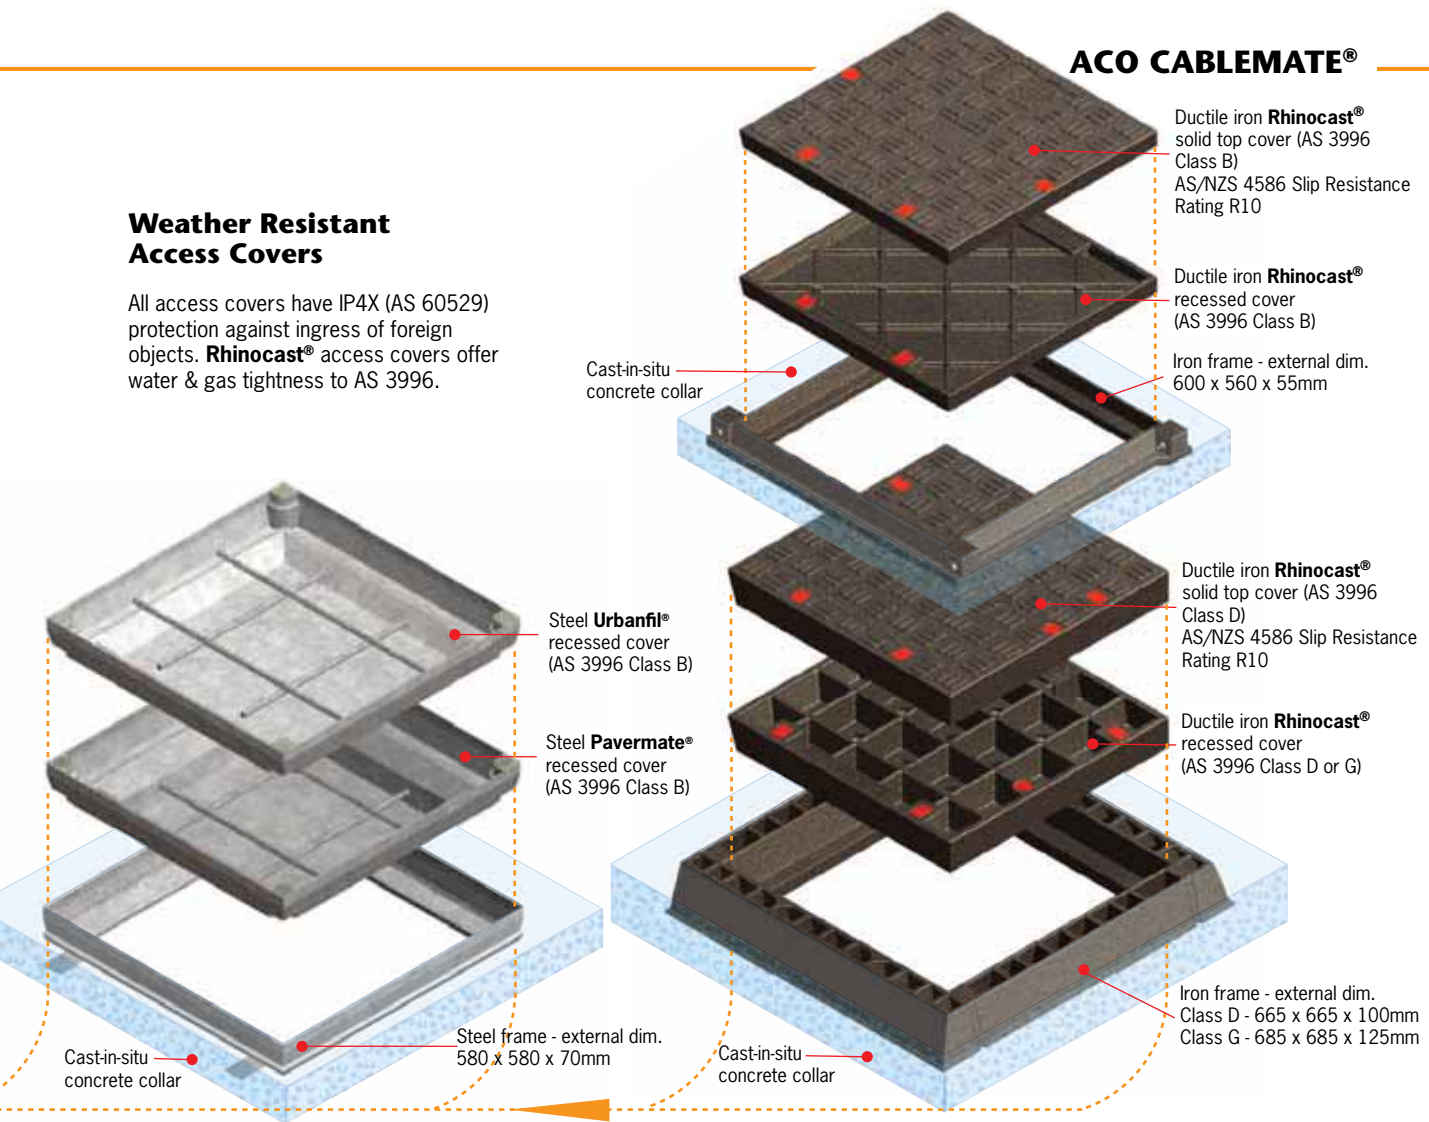 ACO CABLEMATE®
Ductile iron Rhinocast®
solid top cover (AS 3996
Class B)
AS/NZS 4586 Slip Resistance
Rating R10
Weather Resistant
Access Covers
All access covers have IP4X (AS 60529)
protection against ingress of foreign
objects. Rhinocast® access covers offer
water & gas tightness to AS 3996.
Ductile iron Rhinocast®
recessed cover
(AS 3996 Class B)
Cast-in-situ
concrete collar
Iron frame - external dim.
600 x 560 x 55mm
Steel Urbanfil®
recessed cover
(AS 3996 Class B)
Ductile iron Rhinocast®
solid top cover (AS 3996
Class D)
AS/NZS 4586 Slip Resistance
Rating R10
Steel Pavermate®
recessed cover
(AS 3996 Class B)
Ductile iron Rhinocast®
recessed cover
(AS 3996 Class D or G)
Iron frame - external dim.
Class D - 665 x 665 x 100mm
Class G - 685 x 685 x 125mm
Steel frame - external dim.
580 x 580 x 70mm
Cast-in-situ
concrete collar
Cast-in-situ
concrete collar